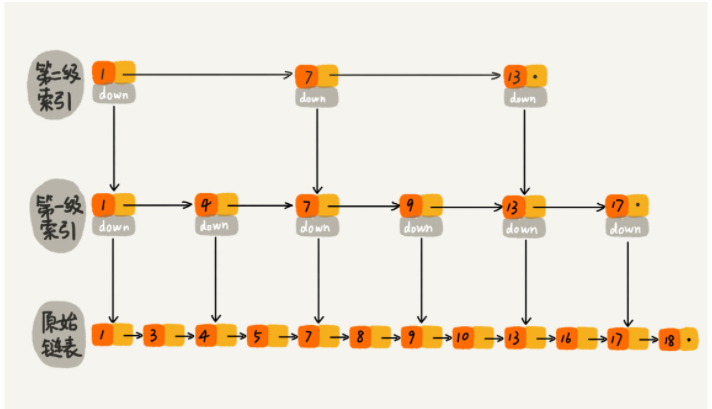 第二级
索引
1 7 13
down down down
第一级
索引
1 4 7 9 13 17
down down down down down down
原始
链表
1 3 4 5 7 8 9 10 13 16 17 18